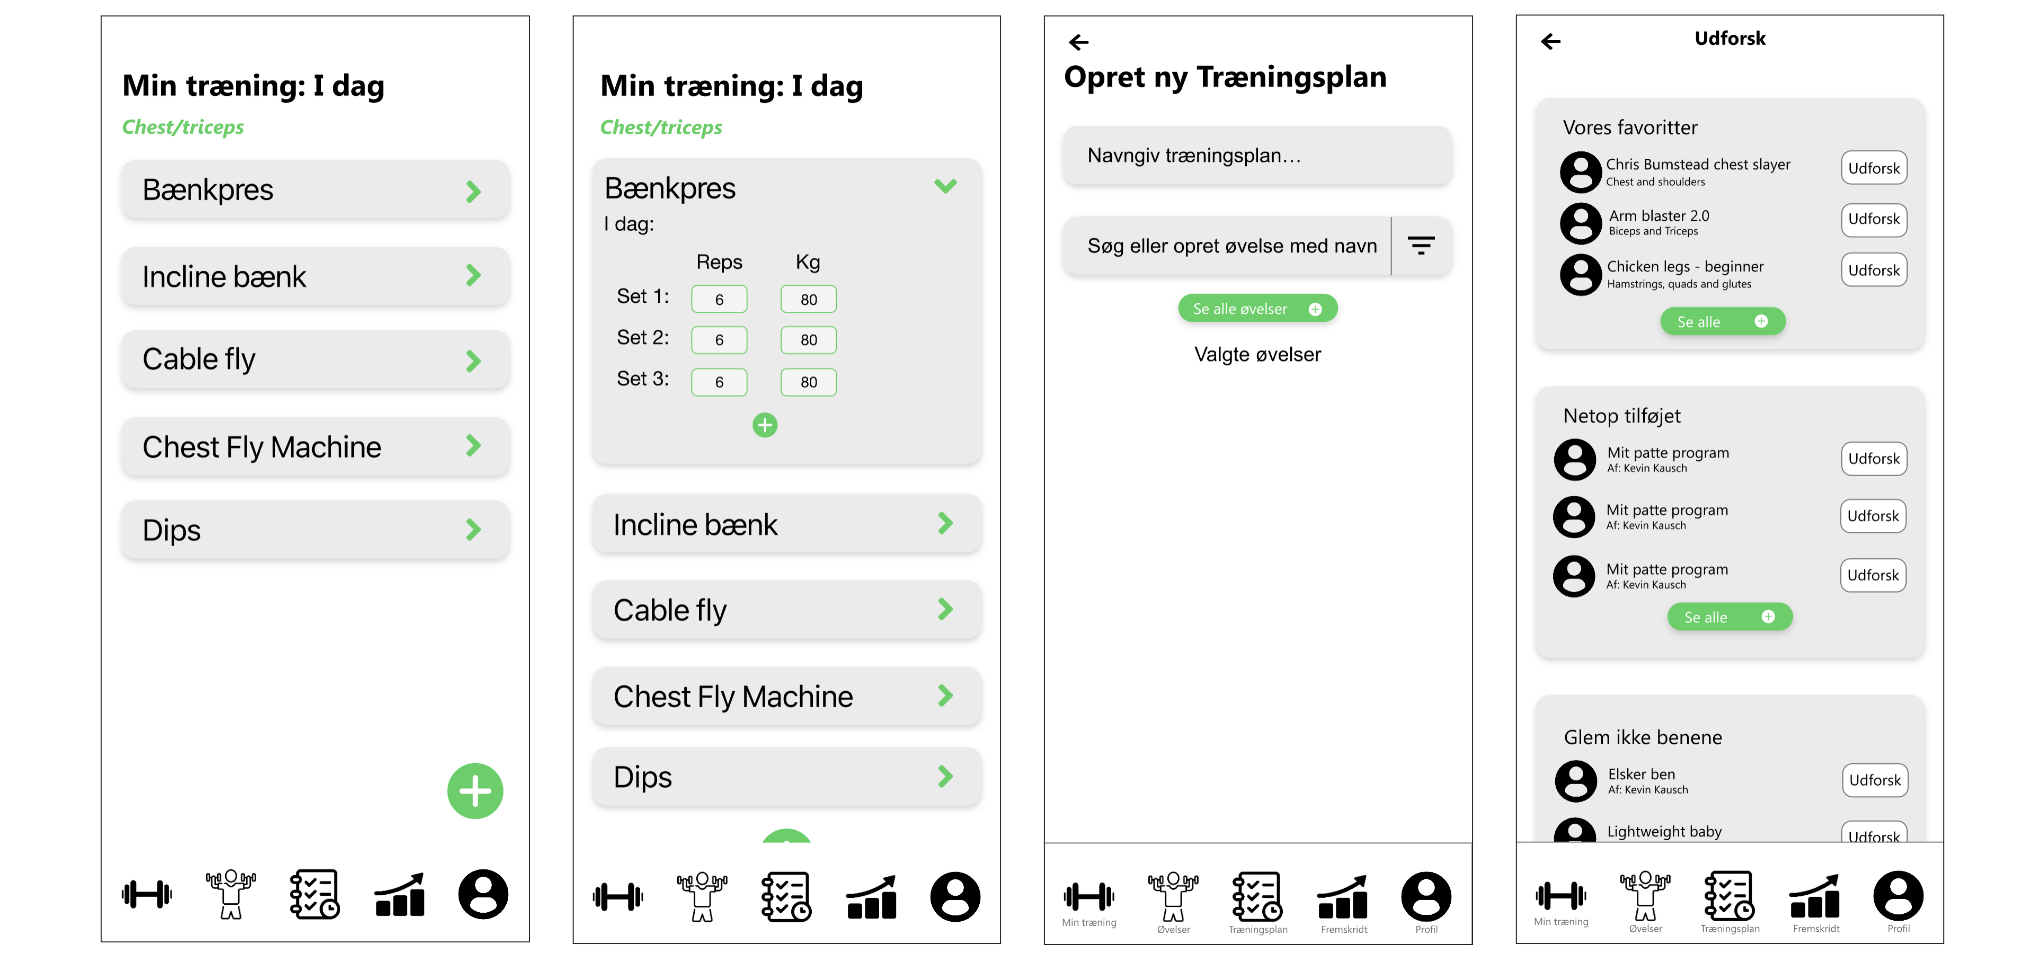 Min træning: I dag
Chest/triceps
Bænkpres
Incline bænk
Cable fly
Chest Fly Machine
Dips
Min træning: I dag
Chest/triceps
Bænkpres
I dag:
Reps Kg
Set 1: 6 80
Set 2: 6 80
Set 3: 6 80
Incline bænk
Cable fly
Chest Fly Machine
Dips
Opret ny Træningsplan
Navngiv træningsplan...
Søg eller opret øvelse med navn
Se alle øvelser
Valgte øvelser
Min træning Øvelser Træningsplan Fremskridt Profil
Udforsk
Vores favoritter
Chris Bumstead chest slayer
Chest and shoulders
Udforsk
Arm blaster 2.0
Biceps and Triceps
Udforsk
Chicken legs - beginner
Hamstrings, quads and glutes
Udforsk
Se alle
Netop tilføjet
Mit patte program
Af: Kevin Kausch
Udforsk
Mit patte program
Af: Kevin Kausch
Udforsk
Mit patte program
Af: Kevin Kausch
Udforsk
Se alle
Glem ikke benene
Elsker ben
Af: Kevin Kausch
Udforsk
Lightweight baby
Udforsk
Min træning Øvelser Træningsplan Fremskridt Profil